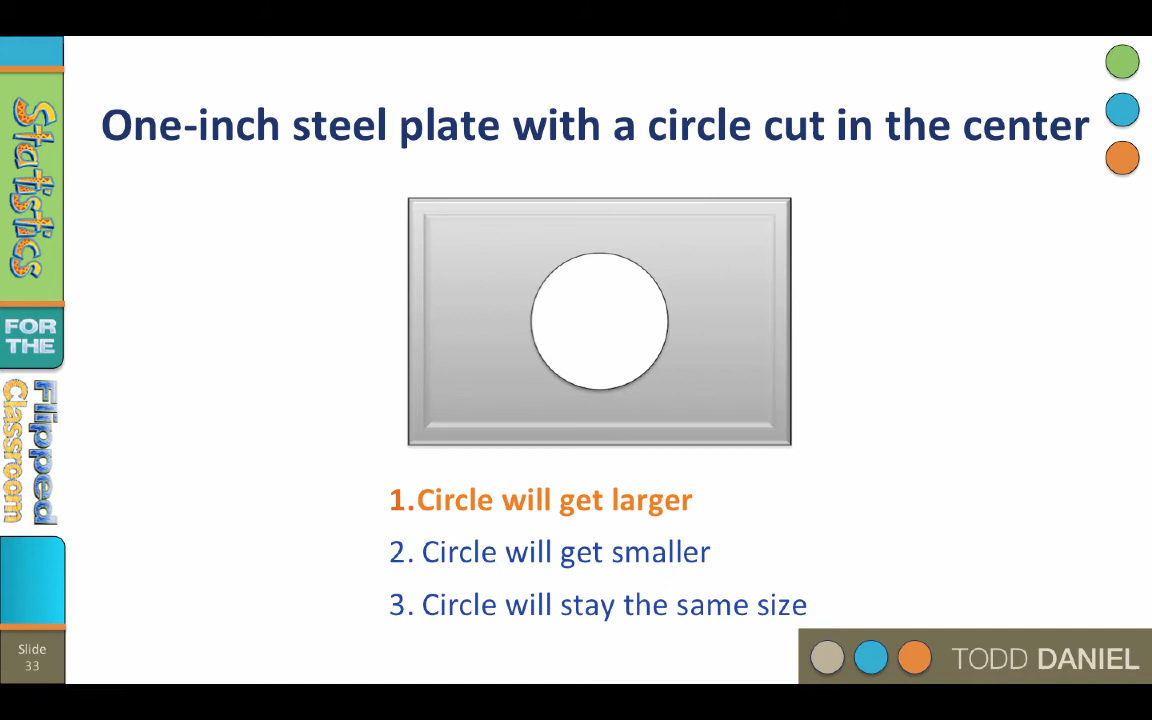 One-inch steel plate with a circle cut in the center
1.Circle will get larger
2. Circle will get smaller
3. Circle will stay the same size
Statistics
FOR
THE
Flipped
Classroom
Slide
33
TODD DANIEL